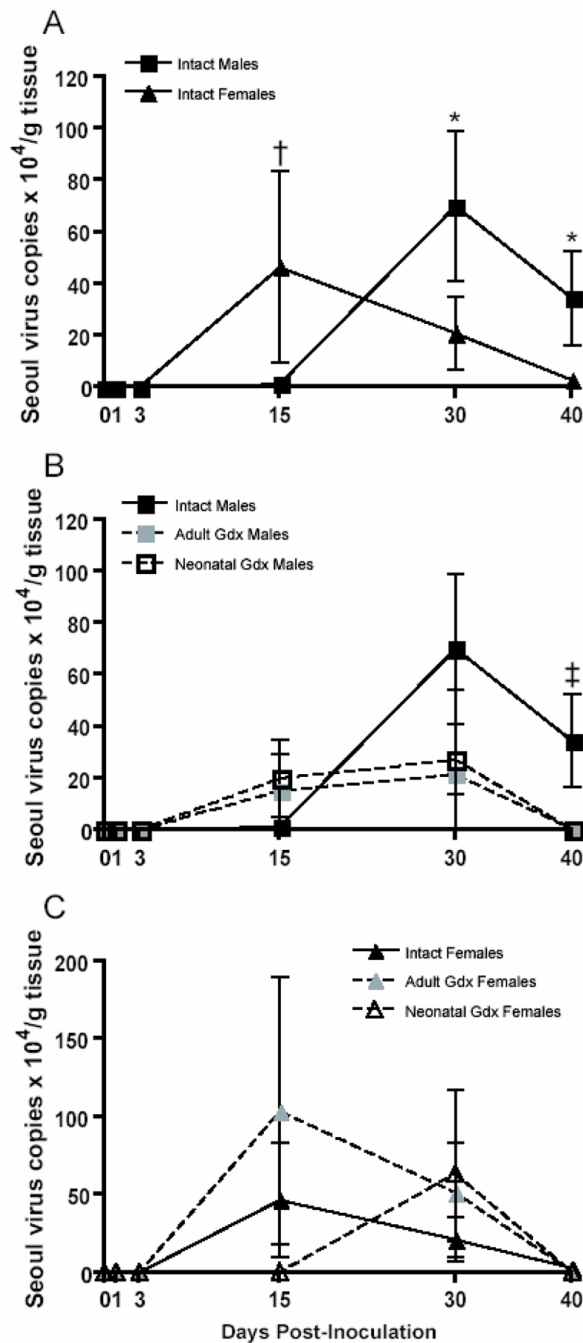 A
Intact Males
Intact Females
Seoul virus copies x 10⁴/g tissue
120
100
80
60
40
20
0
†
*
*
01 3 15 30 40
B
Intact Males
Adult Gdx Males
Neonatal Gdx Males
Seoul virus copies x 10⁴/g tissue
120
100
80
60
40
20
0
‡
01 3 15 30 40
C
Intact Females
Adult Gdx Females
Neonatal Gdx Females
Seoul virus copies x 10⁴/g tissue
200
150
100
50
0
01 3 15 30 40
Days Post-Inoculation